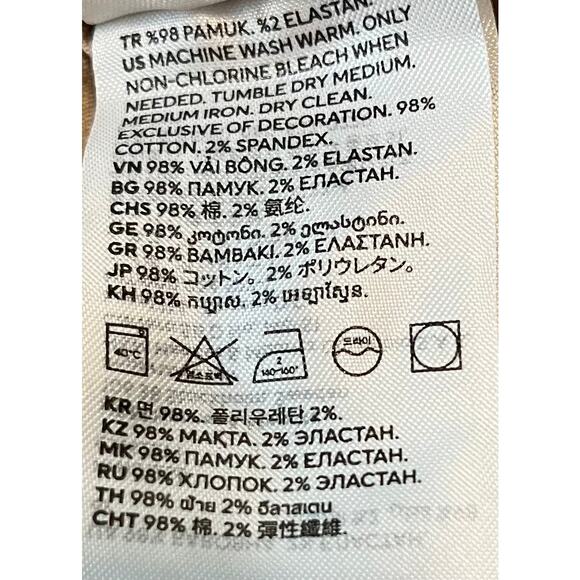 TR %98 PAMUK. %2 ELASTAN.
US MACHINE WASH WARM. ONLY
NON-CHLORINE BLEACH WHEN
NEEDED. TUMBLE DRY MEDIUM.
MEDIUM IRON. DRY CLEAN.
EXCLUSIVE OF DECORATION. 98%
COTTON. 2% SPANDEX.
VN 98% VẢI BÔNG. 2% ELASTAN.
BG 98% ПАМУК. 2% ЕЛАСТАН.
CHS 98% 棉. 2% 氨纶.
GE 98% კოტონი. 2% ელასტინი.
GR 98% ΒΑΜΒΑΚΙ. 2% ΕΛΑΣΤΑΝΗ.
JP 98% コットン。2% ポリウレタン。
KH 98% កប្បាស. 2% អេឡាស្ទែន.
40°C 염소표백 2 140-160° 드라이
KR 면 98%. 폴리우레탄 2%.
KZ 98% МАҚТА. 2% ЭЛАСТАН.
MK 98% ПАМУК. 2% ЕЛАСТАН.
RU 98% ХЛОПОК. 2% ЭЛАСТАН.
TH 98% ฝ้าย 2% อีลาสเตน
CHT 98% 棉. 2% 彈性纖維.